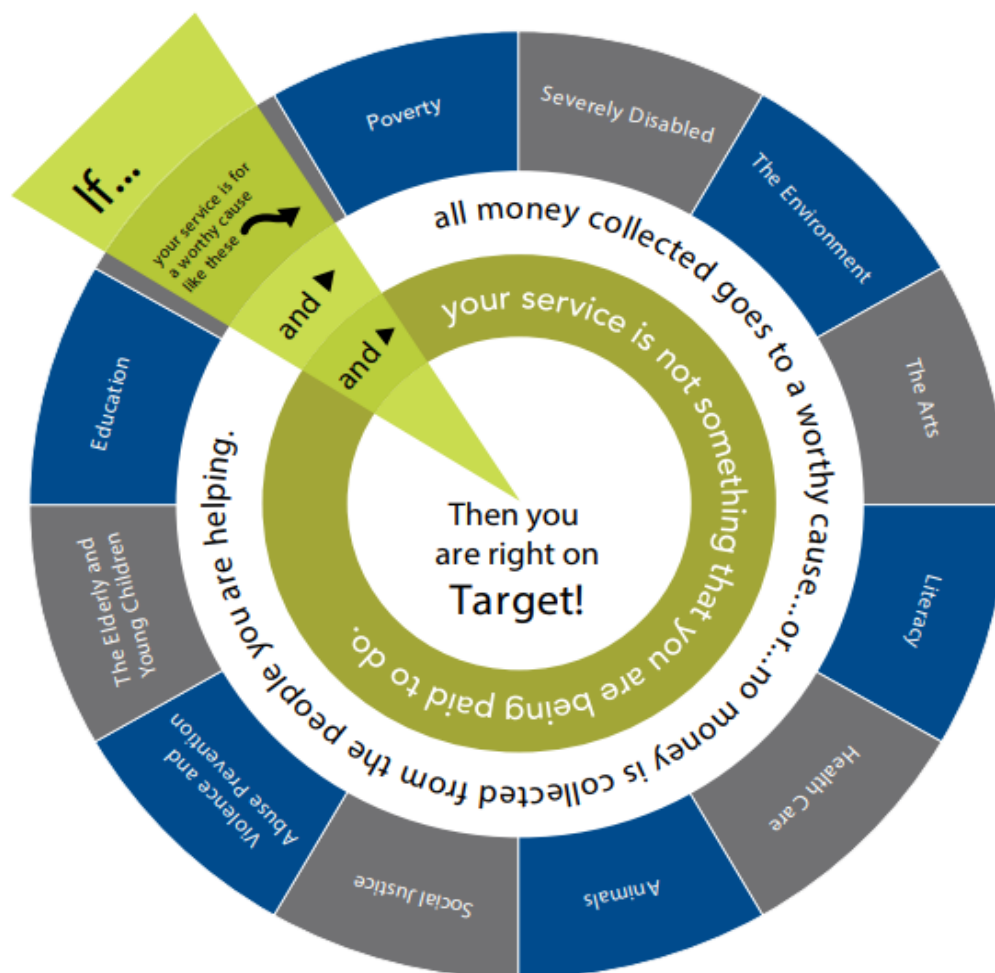 If...
your service is for
a worthy cause
like these
Poverty
Severely Disabled
The Environment
The Arts
Literacy
Health Care
Animals
Social Justice
Violence and
Abuse Prevention
The Elderly and
Young Children
Education
and
all money collected goes to a worthy cause...or...no money is collected from the people you are helping.
and
your service is not something that you are being paid to do.
Then you
are right on
Target!